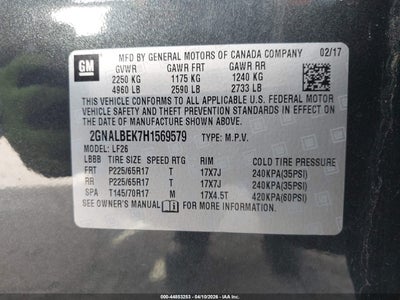 GM
MFD BY GENERAL MOTORS OF CANADA COMPANY 02/17
GVWR GAWR FRT GAWR RR
2250 KG 1175 KG 1240 KG
4960 LB 2590 LB 2733 LB
THIS VEHICLE CONFORMS TO ALL APPLICABLE U.S. FEDERAL MOTOR
VEHICLE SAFETY AND THEFT PREVENTION STANDARDS IN EFFECT ON
THE DATE OF MANUFACTURE SHOWN ABOVE.
2GNALBEK7H1569579 TYPE: M.P.V.
MODEL: LF26
LBBB TIRE SIZE SPEED RTG RIM COLD TIRE PRESSURE
FRT P225/65R17 T 17X7J 240KPA(35PSI)
RR P225/65R17 T 17X7J 240KPA(35PSI)
SPA T145/70R17 M 17X4.5T 420KPA(60PSI)
SEE OWNER'S MANUAL FOR ADDITIONAL INFORMATION.
000-44853253 - 04/10/2026 - IAAI.COM